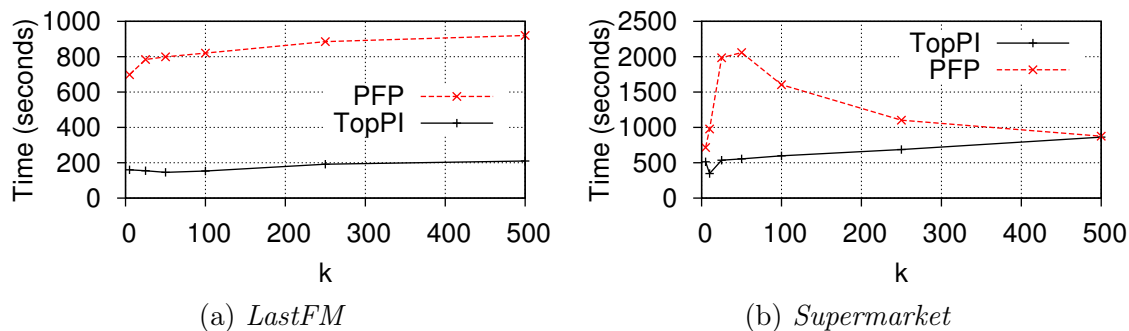 1000
800
600
400
200
0
Time (seconds)
PFP
TopPI
0 100 200 300 400 500
k
(a) LastFM
2500
2000
1500
1000
500
0
Time (seconds)
TopPI
PFP
0 100 200 300 400 500
k
(b) Supermarket